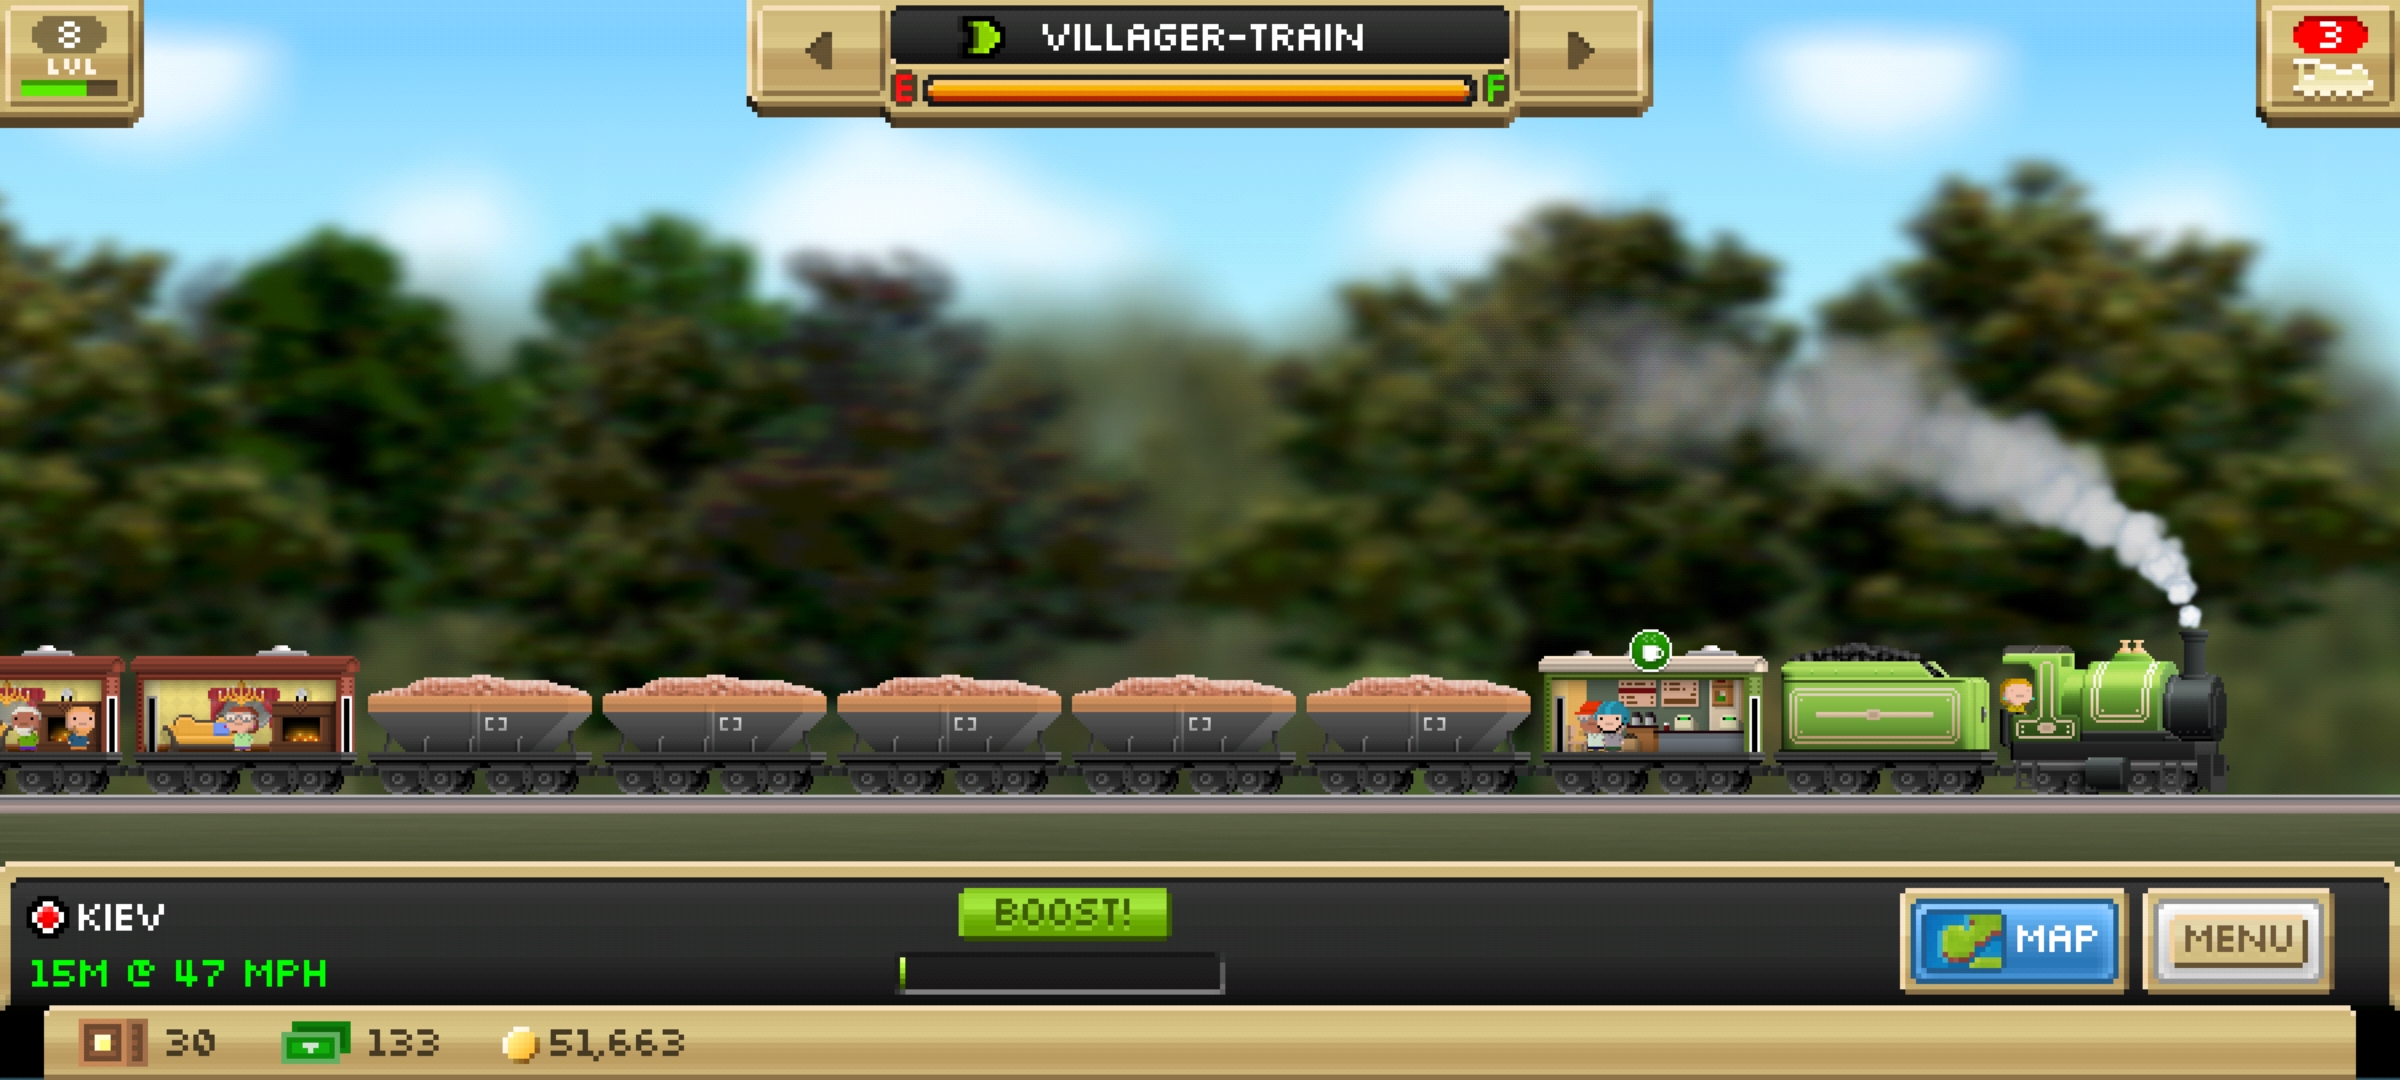 8
LVL
VILLAGER-TRAIN
E F
3
KIEV
15M @ 47 MPH
BOOST!
MAP
MENU
30
133
51,663